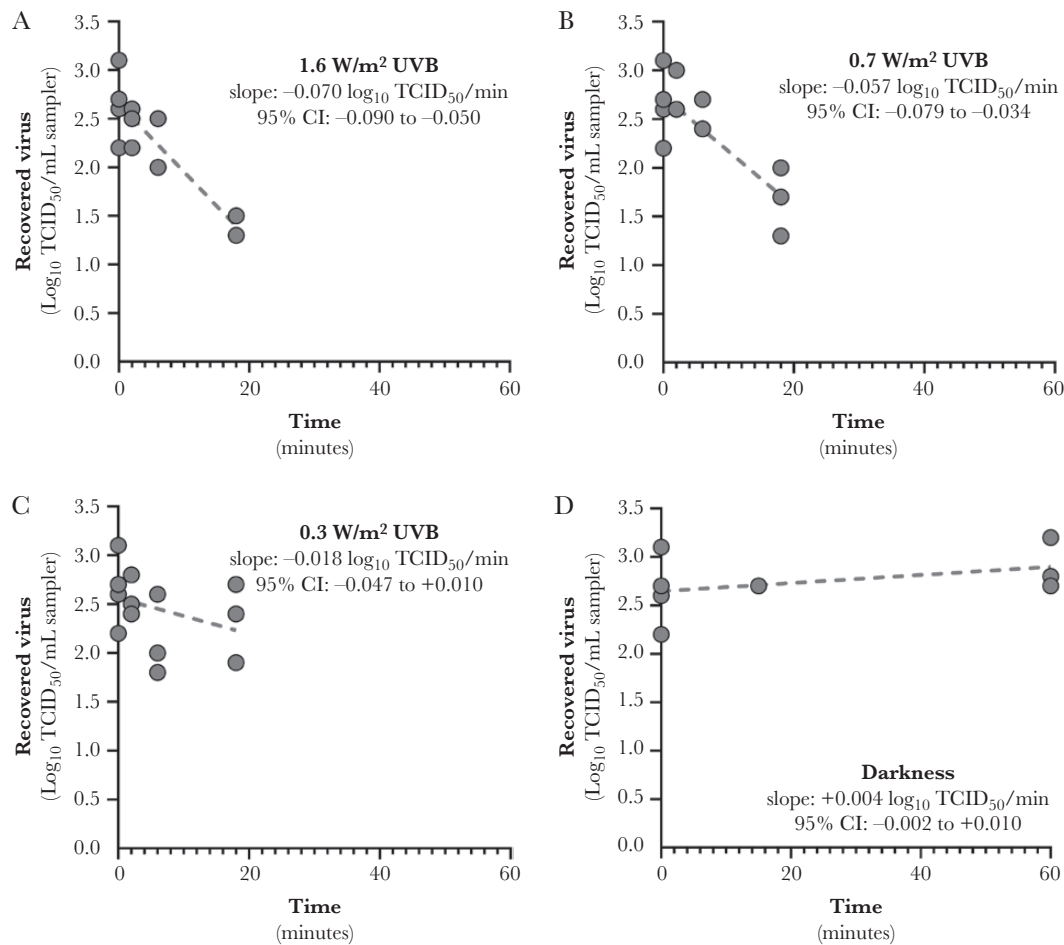 A
3.5
3.0
2.5
2.0
1.5
1.0
0.5
0.0
Recovered virus
(Log₁₀ TCID₅₀/mL sampler)
1.6 W/m² UVB
slope: –0.070 log₁₀ TCID₅₀/min
95% CI: –0.090 to –0.050
0 20 40 60
Time
(minutes)
B
3.5
3.0
2.5
2.0
1.5
1.0
0.5
0.0
Recovered virus
(Log₁₀ TCID₅₀/mL sampler)
0.7 W/m² UVB
slope: –0.057 log₁₀ TCID₅₀/min
95% CI: –0.079 to –0.034
0 20 40 60
Time
(minutes)
C
3.5
3.0
2.5
2.0
1.5
1.0
0.5
0.0
Recovered virus
(Log₁₀ TCID₅₀/mL sampler)
0.3 W/m² UVB
slope: –0.018 log₁₀ TCID₅₀/min
95% CI: –0.047 to +0.010
0 20 40 60
Time
(minutes)
D
3.5
3.0
2.5
2.0
1.5
1.0
0.5
0.0
Recovered virus
(Log₁₀ TCID₅₀/mL sampler)
Darkness
slope: +0.004 log₁₀ TCID₅₀/min
95% CI: –0.002 to +0.010
0 20 40 60
Time
(minutes)